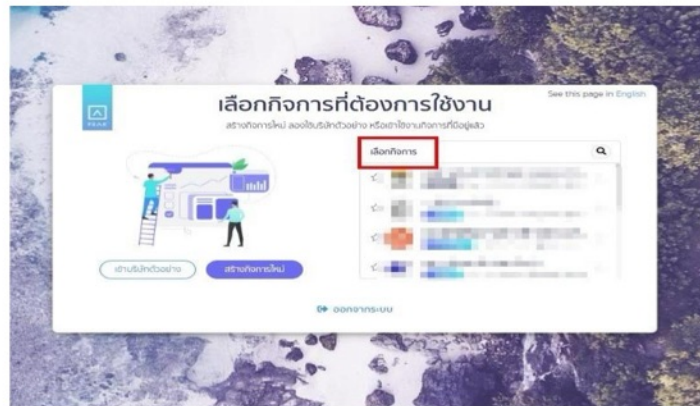 See this page in English
PEAK
เลือกกิจการที่ต้องการใช้งาน
สร้างกิจการใหม่ ลองใช้บริษัทตัวอย่าง หรือเข้าใช้งานกิจการที่มีอยู่แล้ว
เลือกกิจการ
เข้าบริษัทตัวอย่าง
สร้างกิจการใหม่
ออกจากระบบ